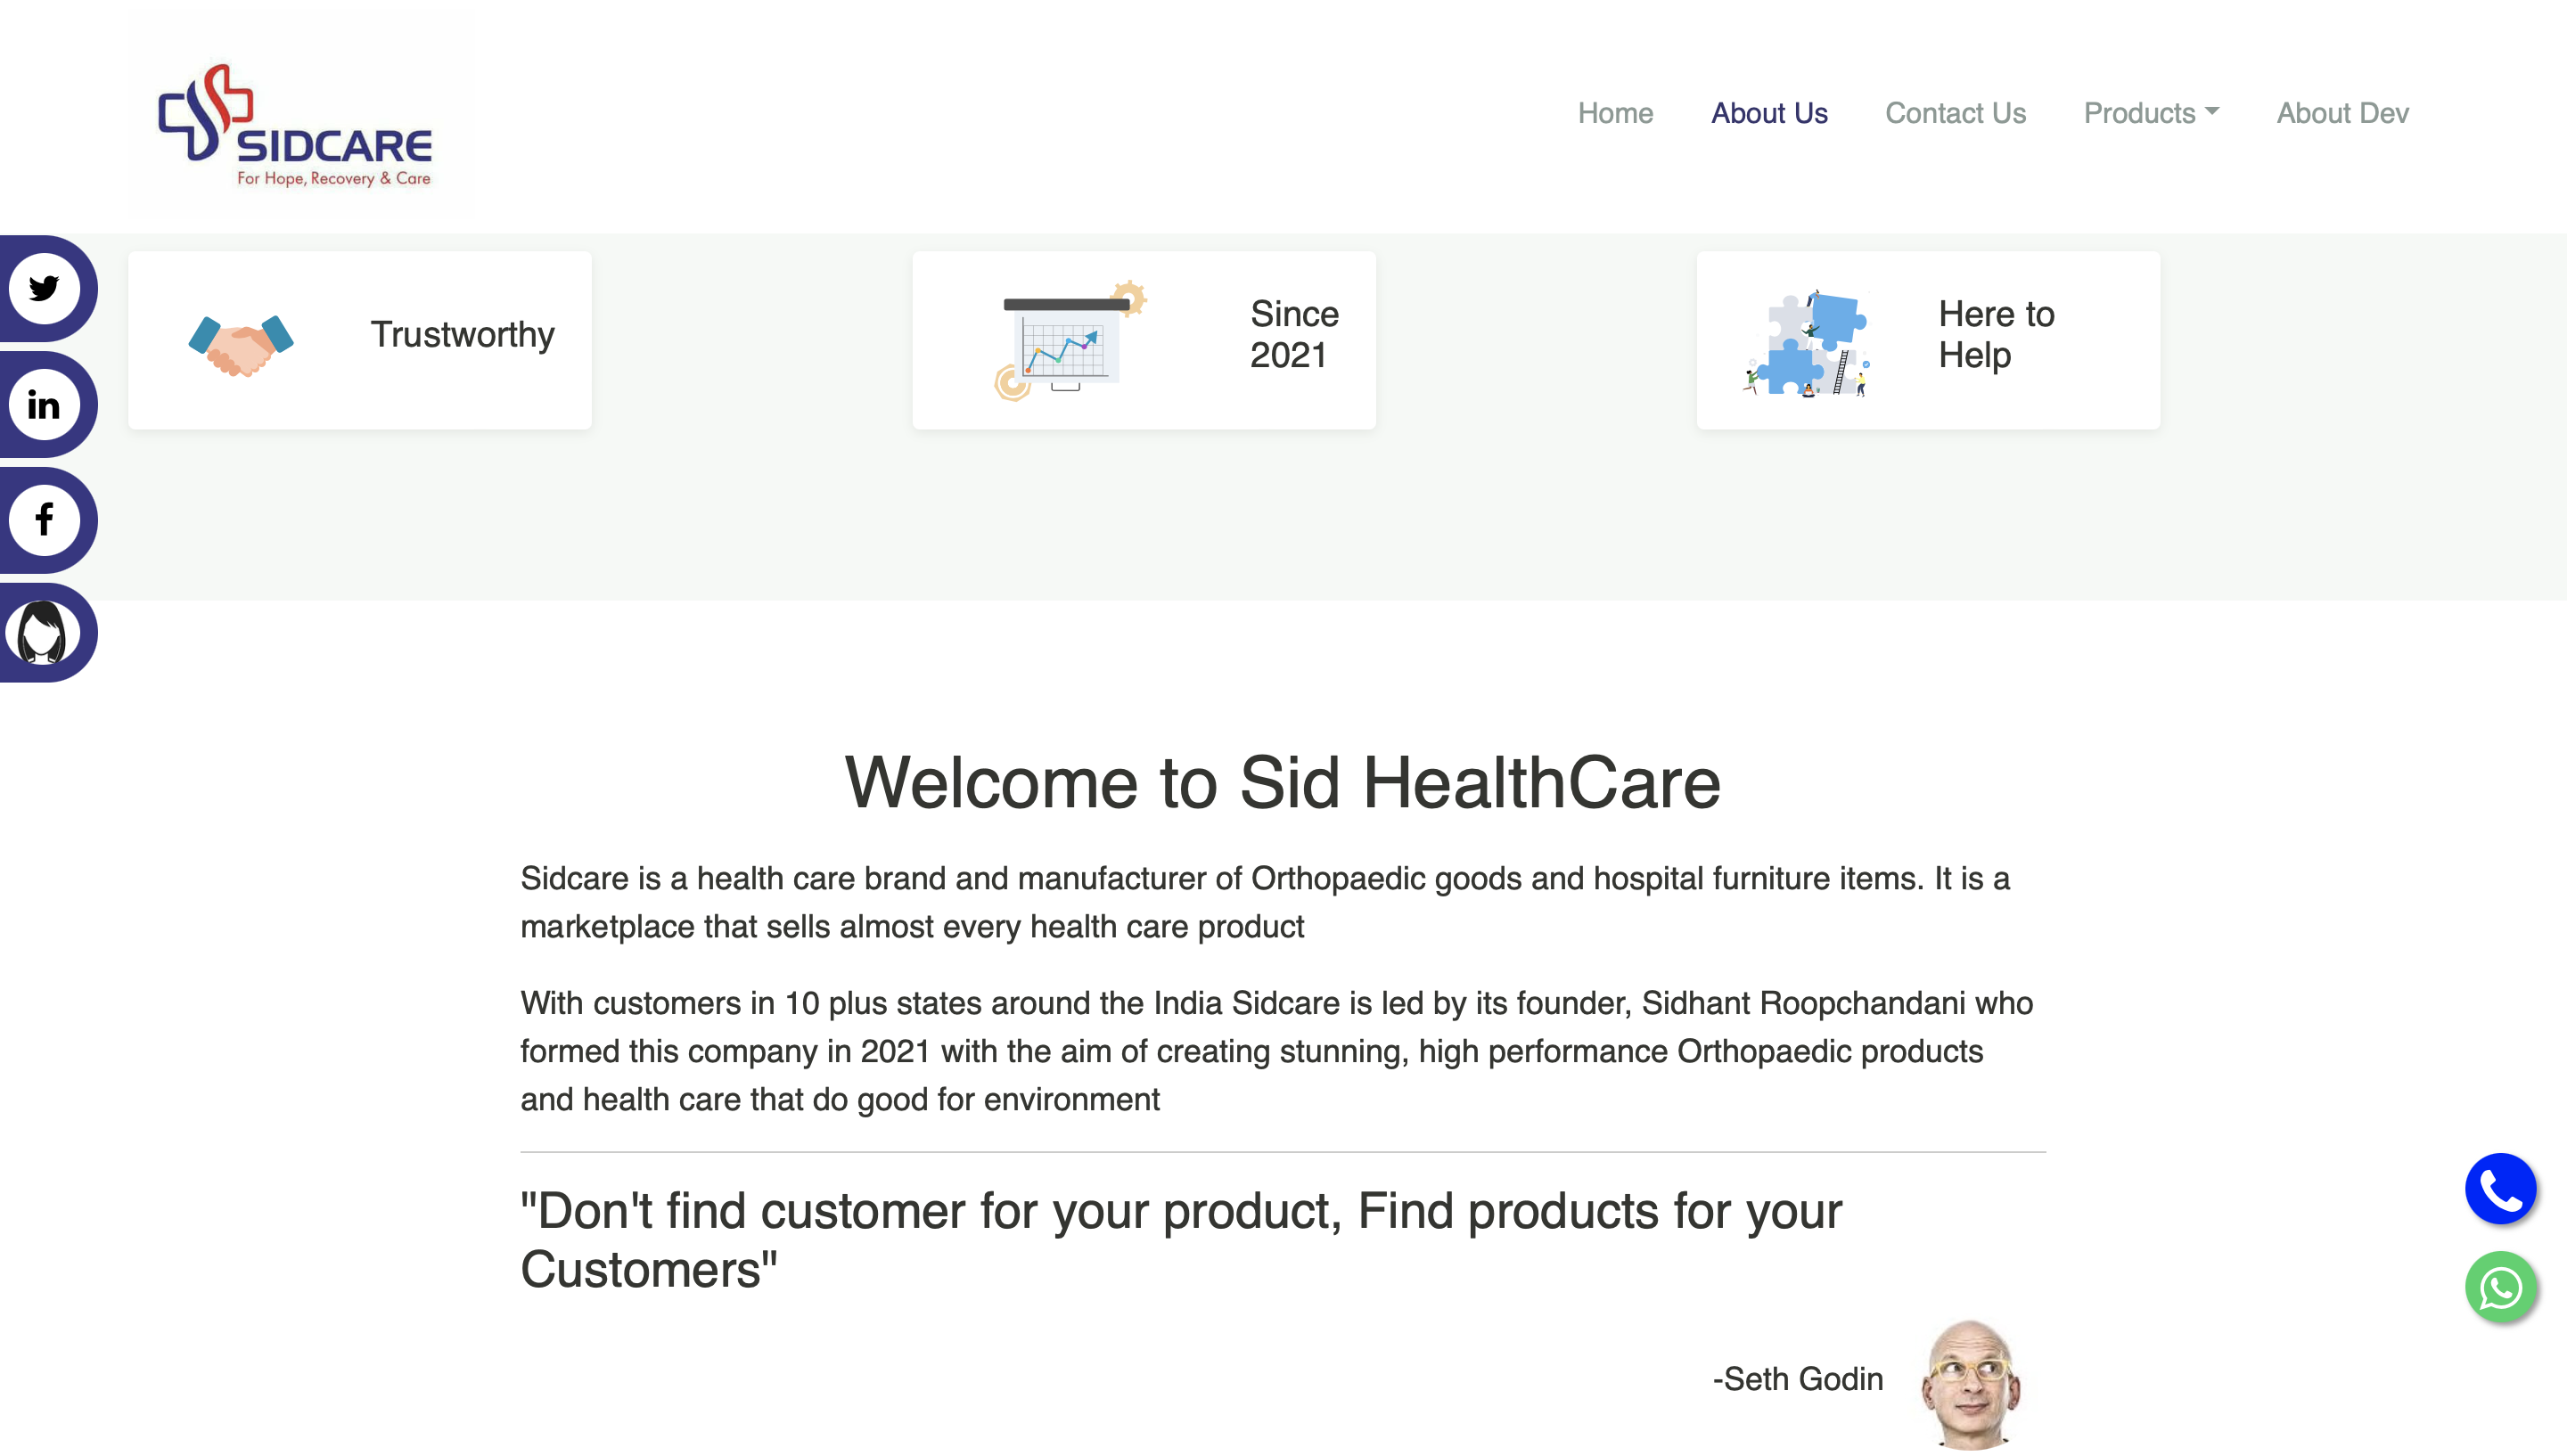 SIDCARE
For Hope, Recovery & Care
Home
About Us
Contact Us
Products
About Dev
Trustworthy
Since
2021
Here to
Help
in
f
Welcome to Sid HealthCare
Sidcare is a health care brand and manufacturer of Orthopaedic goods and hospital furniture items. It is a
marketplace that sells almost every health care product
With customers in 10 plus states around the India Sidcare is led by its founder, Sidhant Roopchandani who
formed this company in 2021 with the aim of creating stunning, high performance Orthopaedic products
and health care that do good for environment
"Don't find customer for your product, Find products for your
Customers"
-Seth Godin